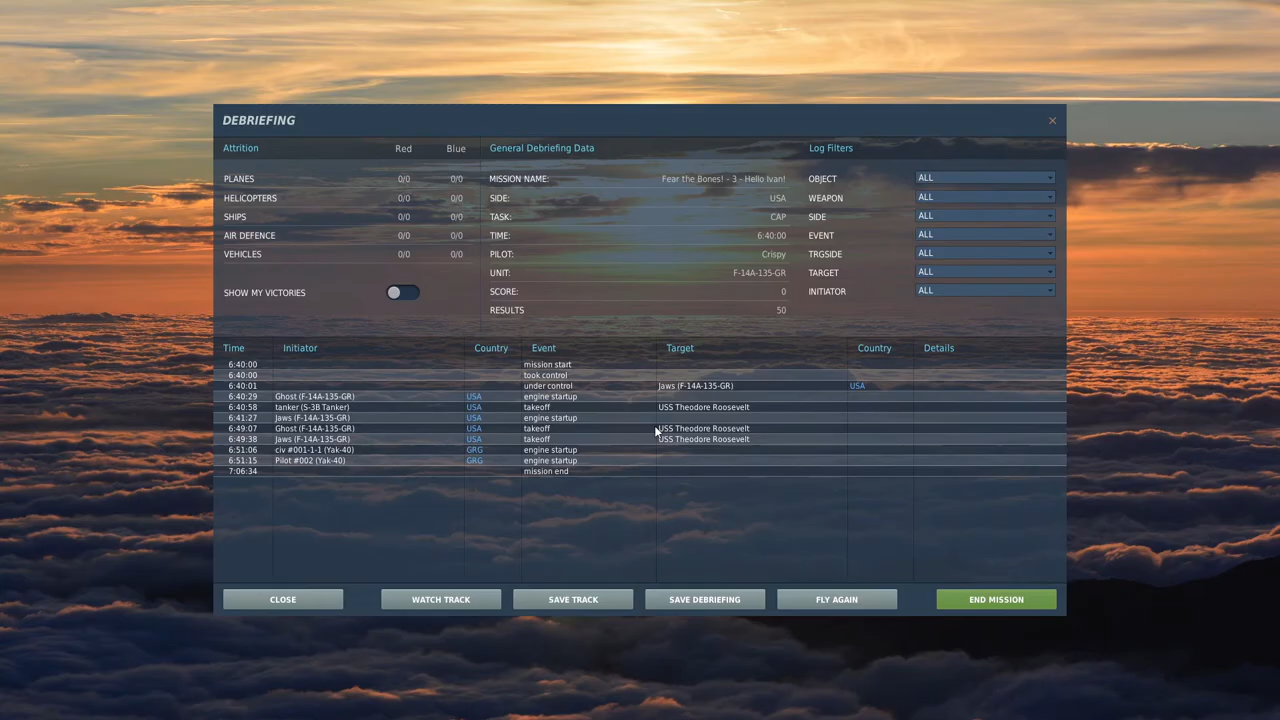 DEBRIEFING ×
Attrition Red Blue
PLANES 0/0 0/0
HELICOPTERS 0/0 0/0
SHIPS 0/0 0/0
AIR DEFENCE 0/0 0/0
VEHICLES 0/0 0/0
SHOW MY VICTORIES
General Debriefing Data
MISSION NAME: Fear the Bones! - 3 - Hello Ivan!
SIDE: USA
TASK: CAP
TIME: 6:40:00
PILOT: Crispy
UNIT: F-14A-135-GR
SCORE: 0
RESULTS 50
Log Filters
OBJECT ALL
WEAPON ALL
SIDE ALL
EVENT ALL
TRGSIDE ALL
TARGET ALL
INITIATOR ALL
Time Initiator Country Event Target Country Details
6:40:00 mission start
6:40:00 took control
6:40:01 under control Jaws (F-14A-135-GR) USA
6:40:29 Ghost (F-14A-135-GR) USA engine startup
6:40:58 tanker (S-3B Tanker) USA takeoff USS Theodore Roosevelt
6:41:27 Jaws (F-14A-135-GR) USA engine startup
6:49:07 Ghost (F-14A-135-GR) USA takeoff USS Theodore Roosevelt
6:49:38 Jaws (F-14A-135-GR) USA takeoff USS Theodore Roosevelt
6:51:06 civ #001-1-1 (Yak-40) GRG engine startup
6:51:15 Pilot #002 (Yak-40) GRG engine startup
7:06:34 mission end
CLOSE WATCH TRACK SAVE TRACK SAVE DEBRIEFING FLY AGAIN END MISSION